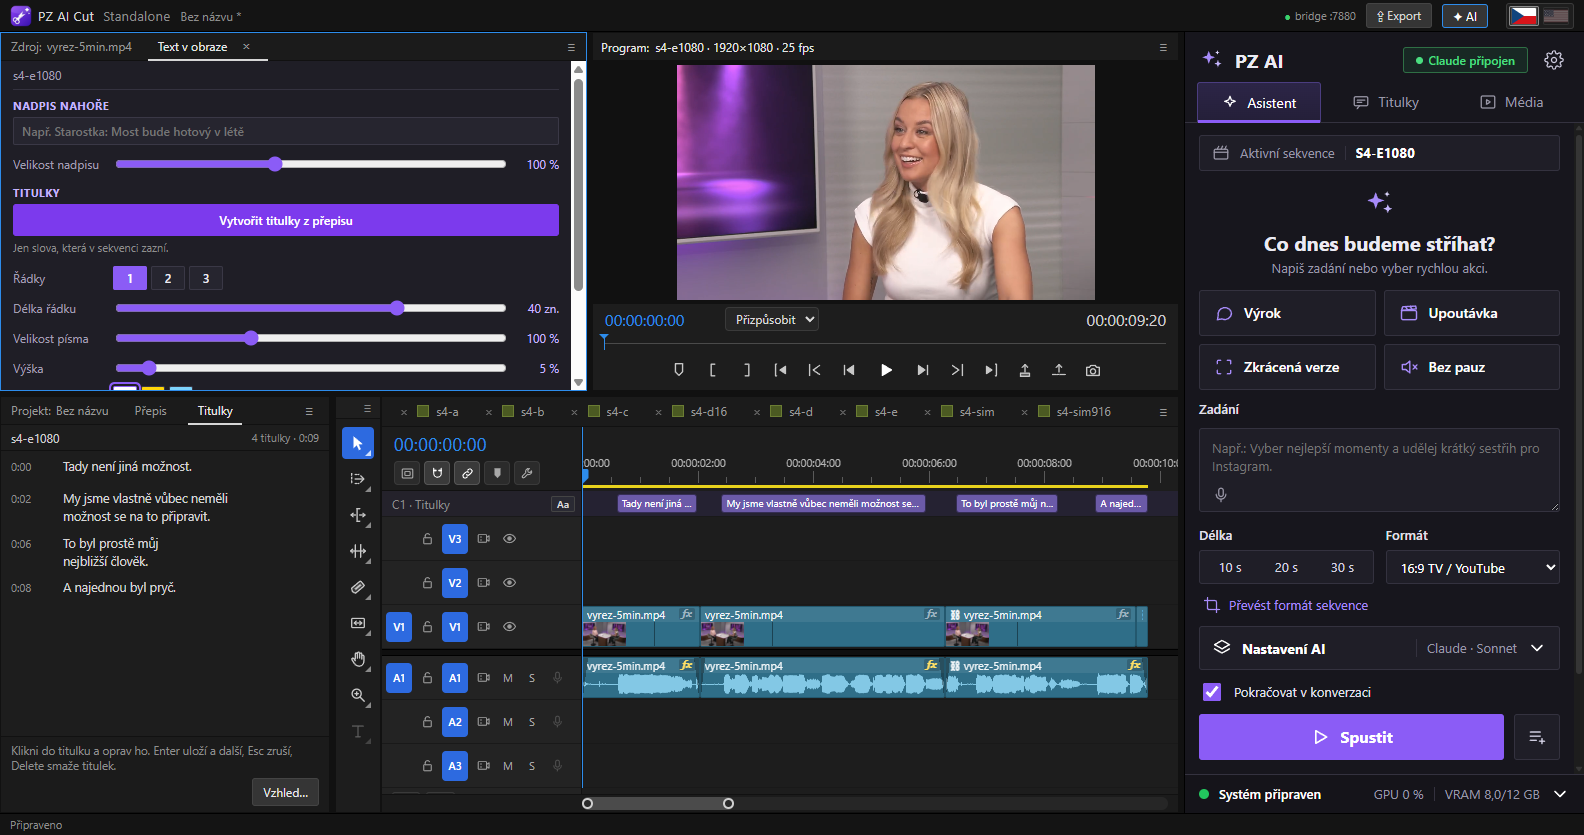 PZ AI Cut Standalone Bez názvu *
bridge :7880
Export
AI
Zdroj: vyrez-5min.mp4
Text v obraze
s4-e1080
NADPIS NAHOŘE
Např. Starostka: Most bude hotový v létě
Velikost nadpisu 100 %
TITULKY
Vytvořit titulky z přepisu
Jen slova, která v sekvenci zazní.
Řádky 1 2 3
Délka řádku 40 zn.
Velikost písma 100 %
Výška 5 %
Program: s4-e1080 · 1920×1080 · 25 fps
00:00:00:00
Přizpůsobit
00:00:09:20
Projekt: Bez názvu
Přepis
Titulky
s4-e1080
4 titulky · 0:09
0:00 Tady není jiná možnost.
0:02 My jsme vlastně vůbec neměli
možnost se na to připravit.
0:06 To byl prostě můj
nejbližší člověk.
0:08 A najednou byl pryč.
Klikni do titulku a oprav ho. Enter uloží a další, Esc zruší,
Delete smaže titulek.
Vzhled...
s4-a
s4-b
s4-c
s4-d16
s4-d
s4-e
s4-sim
s4-sim916
00:00:00:00
00:00 00:00:02:00 00:00:04:00 00:00:06:00 00:00:08:00 00:00:10:0
C1 · Titulky Aa
Tady není jiná ...
My jsme vlastně vůbec neměli možnost se...
To byl prostě můj n...
A najed...
V3
V2
V1 V1
vyrez-5min.mp4 fx
vyrez-5min.mp4 fx
vyrez-5min.mp4 fx
A1 A1 M S
vyrez-5min.mp4 fx
vyrez-5min.mp4 fx
vyrez-5min.mp4 fx
A2 M S
A3 M S
PZ AI
Claude připojen
Asistent
Titulky
Média
Aktivní sekvence S4-E1080
Co dnes budeme stříhat?
Napiš zadání nebo vyber rychlou akci.
Výrok
Upoutávka
Zkrácená verze
Bez pauz
Zadání
Např.: Vyber nejlepší momenty a udělej krátký sestřih pro
Instagram.
Délka
Formát
10 s 20 s 30 s
16:9 TV / YouTube
Převést formát sekvence
Nastavení AI
Claude · Sonnet
Pokračovat v konverzaci
Spustit
Systém připraven
GPU 0 %
VRAM 8,0/12 GB
Připraveno